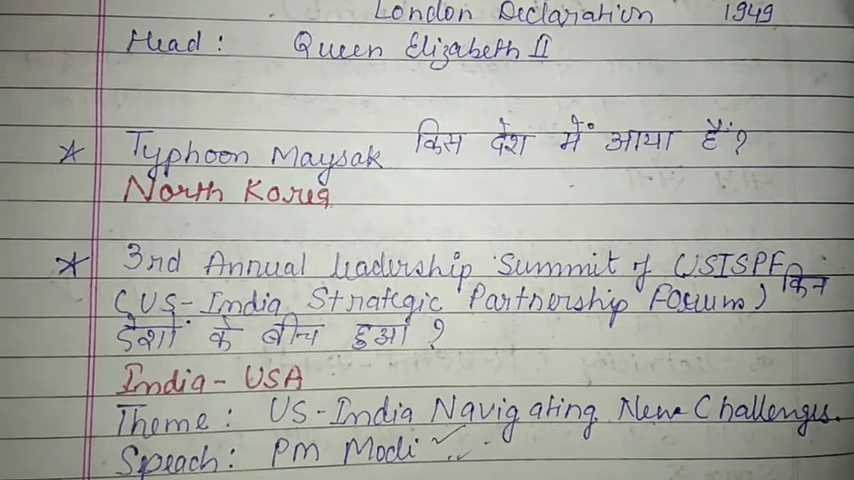 London Declaration 1949
Head: Queen Elizabeth II
* Typhoon Maysak किस देश में आया हैं?
North Korea
* 3rd Annual leadership Summit of USISPF किन
(US-India Strategic Partnership Forum)
देशों के बीच हुआ ?
India - USA
Theme: US-India Navigating New Challenges.
Speach: PM Modi